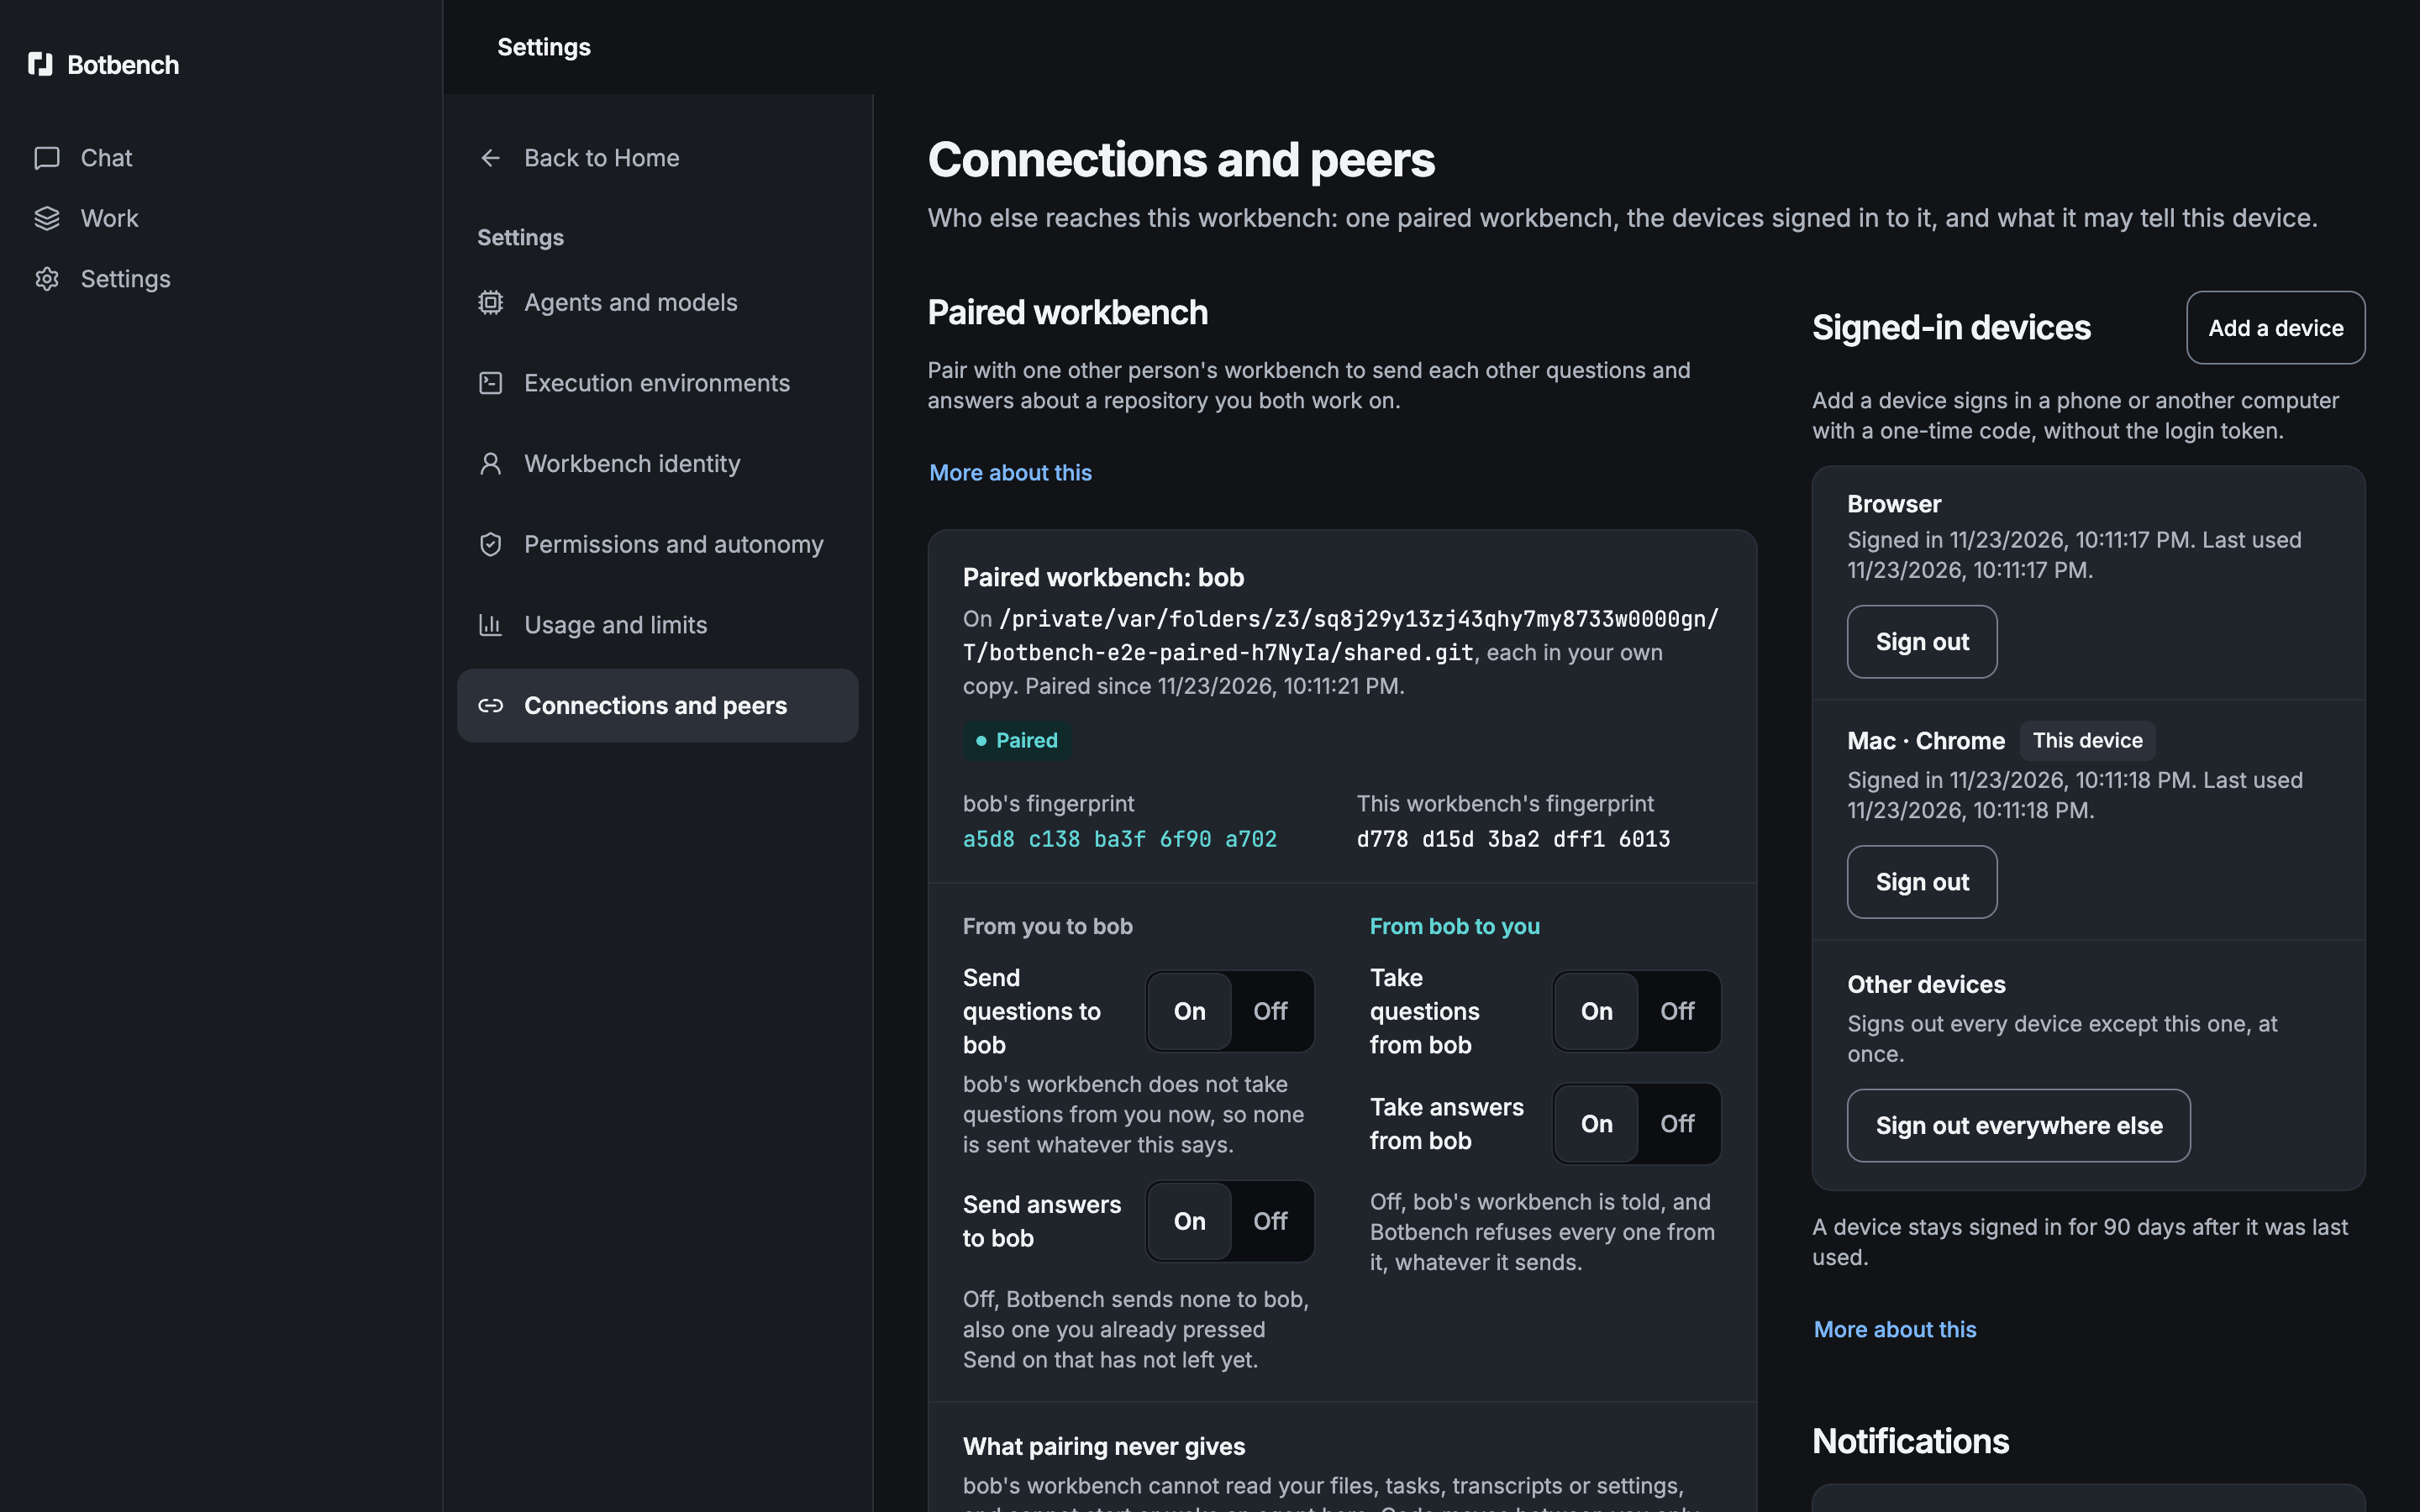 Botbench
Chat
Work
Settings
Settings
Back to Home
Settings
Agents and models
Execution environments
Workbench identity
Permissions and autonomy
Usage and limits
Connections and peers
Connections and peers
Who else reaches this workbench: one paired workbench, the devices signed in to it, and what it may tell this device.
Paired workbench
Pair with one other person's workbench to send each other questions and
answers about a repository you both work on.
More about this
Paired workbench: bob
On /private/var/folders/z3/sq8j29y13zj43qhy7my8733w0000gn/
T/botbench-e2e-paired-h7NyIa/shared.git, each in your own
copy. Paired since 11/23/2026, 10:11:21 PM.
Paired
bob's fingerprint
a5d8 c138 ba3f 6f90 a702
This workbench's fingerprint
d778 d15d 3ba2 dff1 6013
From you to bob
Send
questions to
bob
On Off
bob's workbench does not take
questions from you now, so none
is sent whatever this says.
Send answers
to bob
On Off
Off, Botbench sends none to bob,
also one you already pressed
Send on that has not left yet.
From bob to you
Take
questions
from bob
On Off
Take answers
from bob
On Off
Off, bob's workbench is told, and
Botbench refuses every one from
it, whatever it sends.
What pairing never gives
bob's workbench cannot read your files, tasks, transcripts or settings,
Signed-in devices
Add a device
Add a device signs in a phone or another computer
with a one-time code, without the login token.
Browser
Signed in 11/23/2026, 10:11:17 PM. Last used
11/23/2026, 10:11:17 PM.
Sign out
Mac · Chrome This device
Signed in 11/23/2026, 10:11:18 PM. Last used
11/23/2026, 10:11:18 PM.
Sign out
Other devices
Signs out every device except this one, at
once.
Sign out everywhere else
A device stays signed in for 90 days after it was last
used.
More about this
Notifications